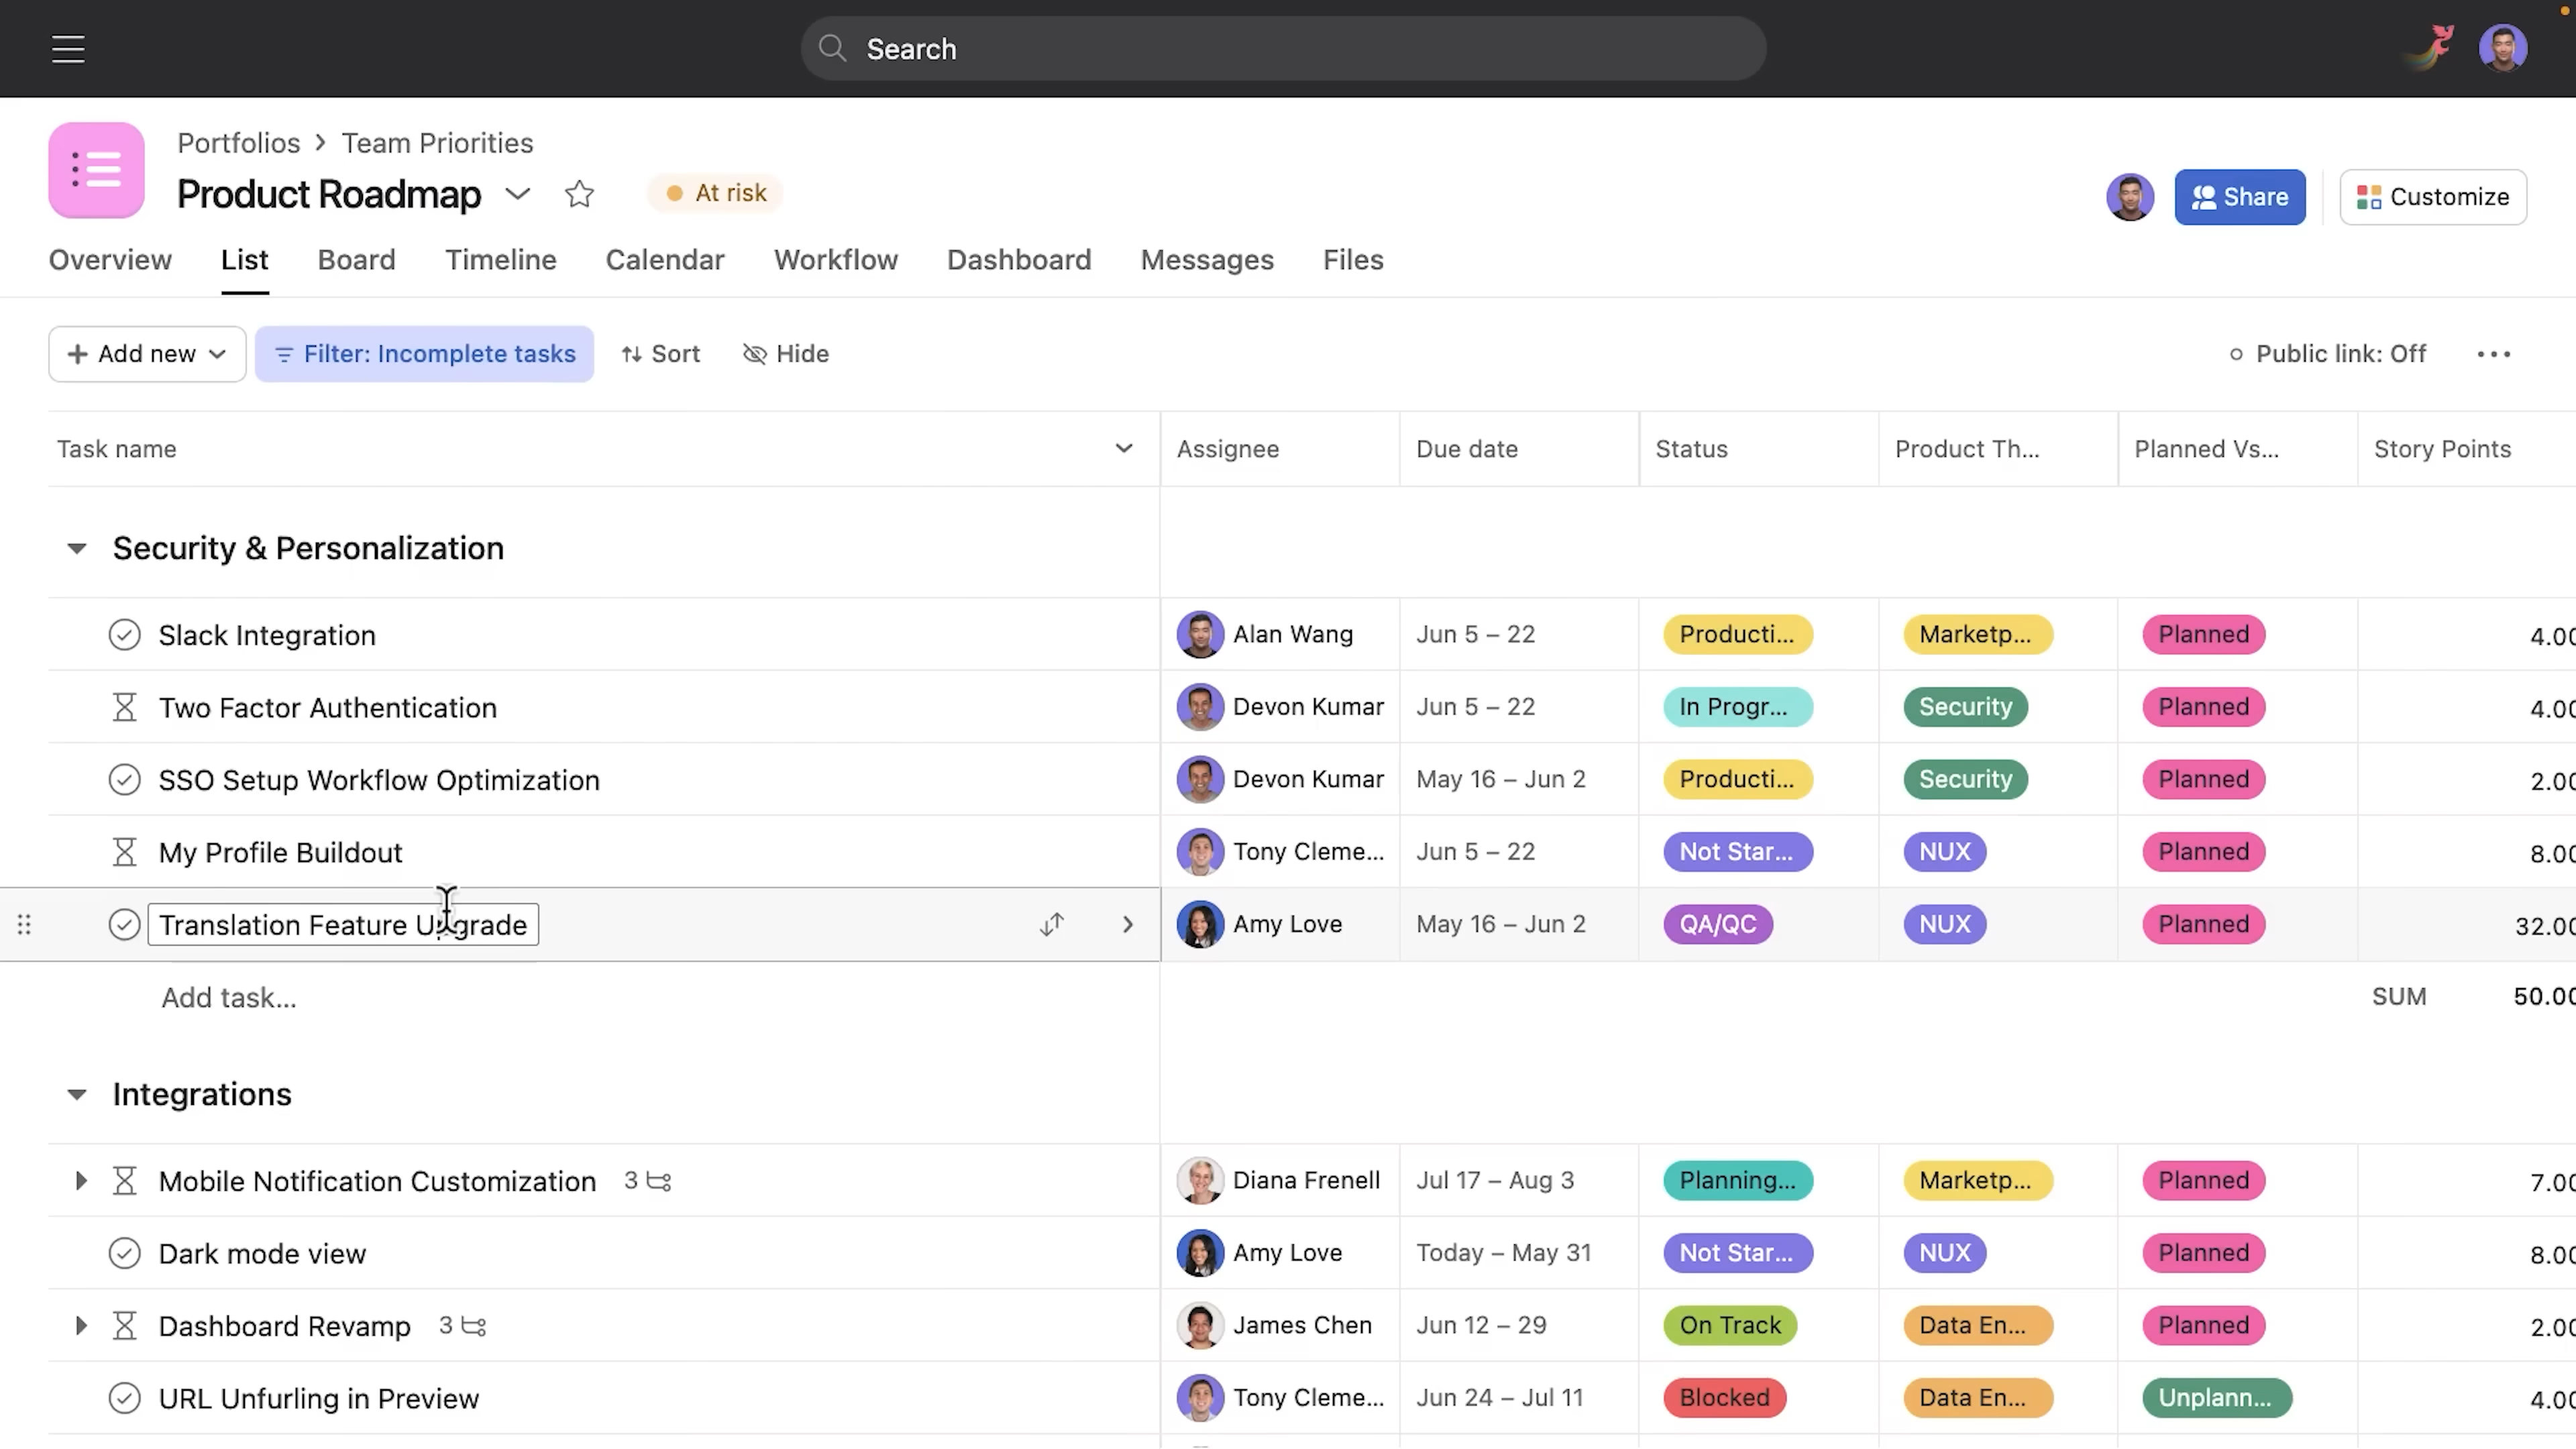 Search
Portfolios > Team Priorities
Product Roadmap At risk
Share Customize
Overview List Board Timeline Calendar Workflow Dashboard Messages Files
Add new Filter: Incomplete tasks Sort Hide Public link: Off
Task name Assignee Due date Status Product Th... Planned Vs... Story Points
Security & Personalization
Slack Integration Alan Wang Jun 5 – 22 Producti... Marketp... Planned 4.00
Two Factor Authentication Devon Kumar Jun 5 – 22 In Progr... Security Planned 4.00
SSO Setup Workflow Optimization Devon Kumar May 16 – Jun 2 Producti... Security Planned 2.00
My Profile Buildout Tony Cleme... Jun 5 – 22 Not Star... NUX Planned 8.00
Translation Feature Upgrade Amy Love May 16 – Jun 2 QA/QC NUX Planned 32.00
Add task... SUM 50.00
Integrations
Mobile Notification Customization 3 Diana Frenell Jul 17 – Aug 3 Planning... Marketp... Planned 7.00
Dark mode view Amy Love Today – May 31 Not Star... NUX Planned 8.00
Dashboard Revamp 3 James Chen Jun 12 – 29 On Track Data En... Planned 2.00
URL Unfurling in Preview Tony Cleme... Jun 24 – Jul 11 Blocked Data En... Unplann... 4.00